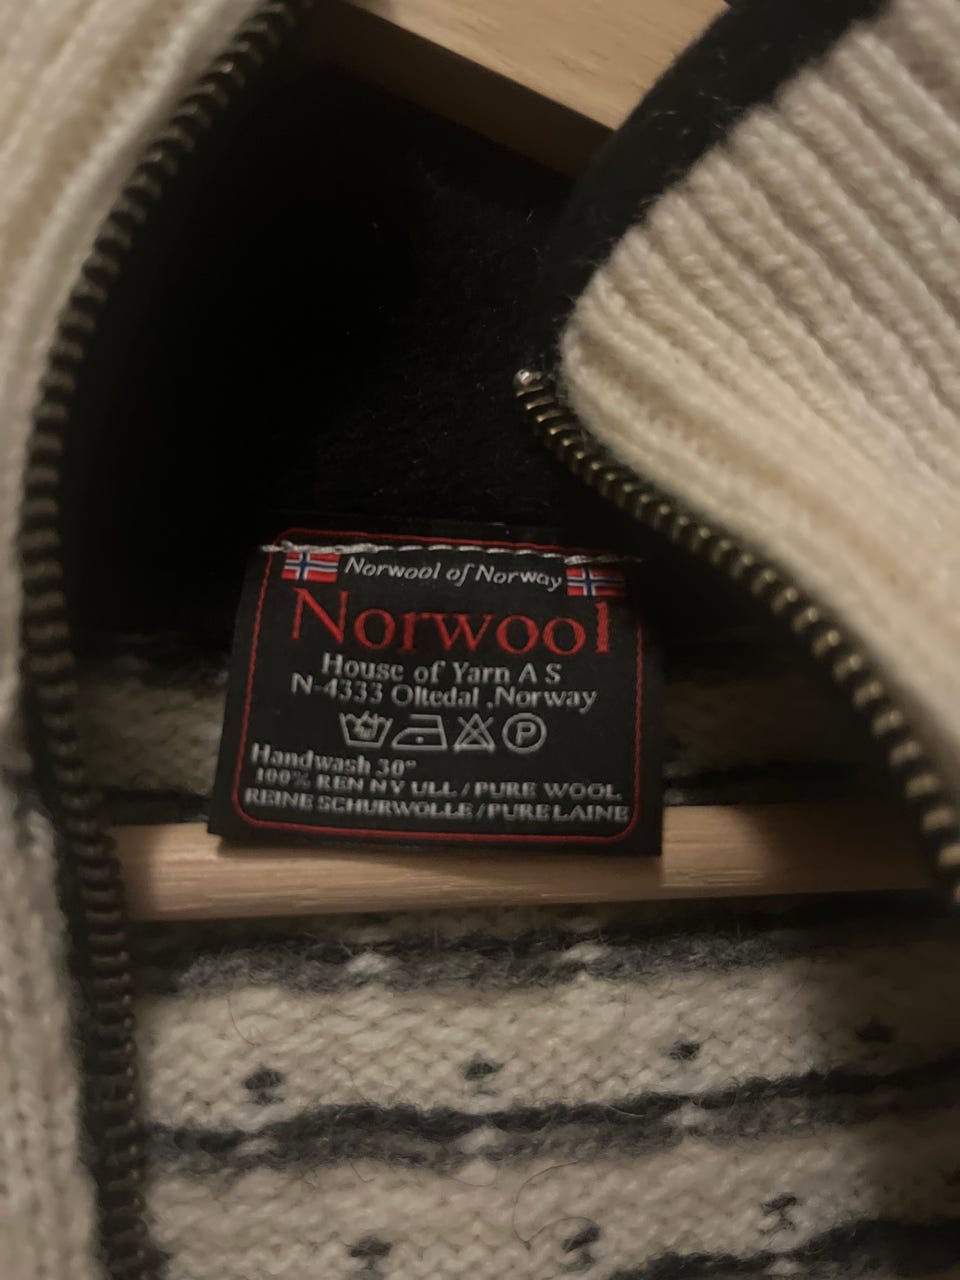 Norwool of Norway
Norwool
House of Yarn A S
N-4333 Oltedal ,Norway
P
Handwash 30°
100% REN NY ULL / PURE WOOL
REINE SCHURWOLLE / PURE LAINE